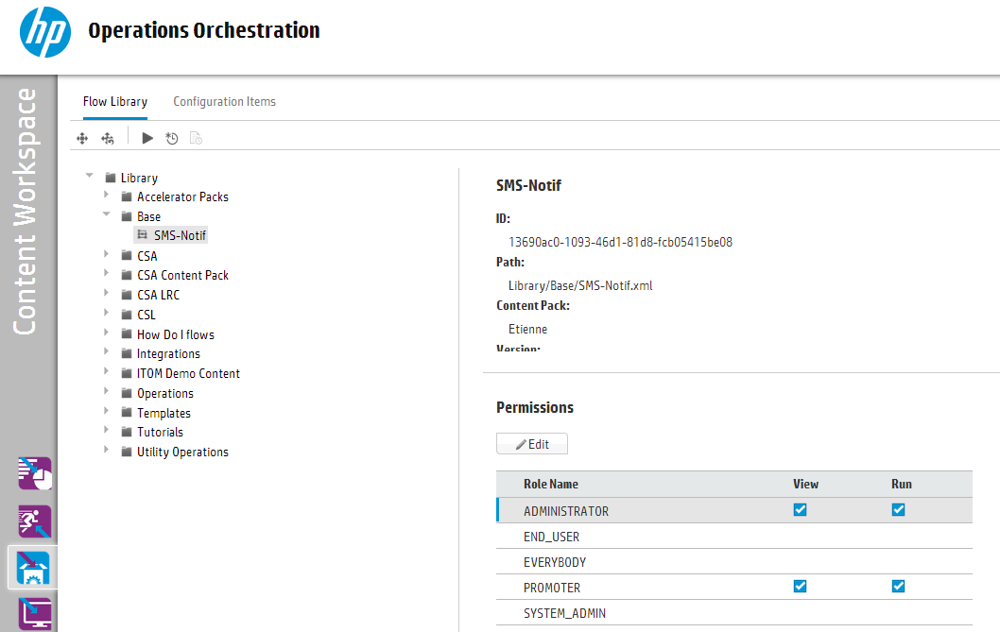 hp
Operations Orchestration
Content Workspace
Flow Library Configuration Items
Library
Accelerator Packs
Base
SMS-Notif
CSA
CSA Content Pack
CSA LRC
CSL
How Do I flows
Integrations
ITOM Demo Content
Operations
Templates
Tutorials
Utility Operations
SMS-Notif
ID:
13690ac0-1093-46d1-81d8-fcb05415be08
Path:
Library/Base/SMS-Notif.xml
Content Pack:
Etienne
Version:
Permissions
Edit
Role Name View Run
ADMINISTRATOR
END_USER
EVERYBODY
PROMOTER
SYSTEM_ADMIN